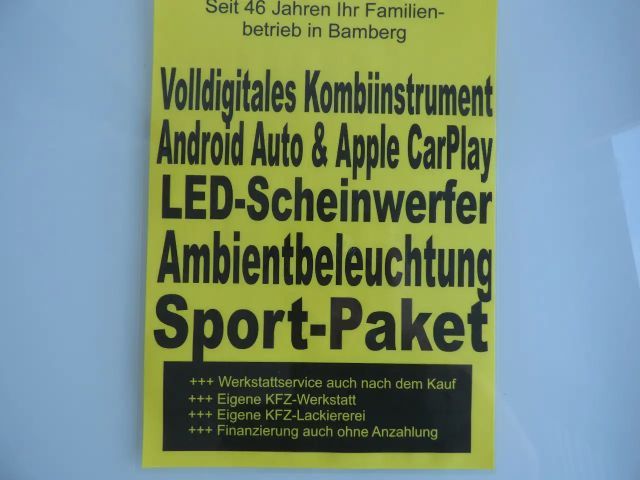 Seit 46 Jahren Ihr Familien-
betrieb in Bamberg
Volldigitales Kombiinstrument
Android Auto & Apple CarPlay
LED-Scheinwerfer
Ambientbeleuchtung
Sport-Paket
+++ Werkstattservice auch nach dem Kauf
+++ Eigene KFZ-Werkstatt
+++ Eigene KFZ-Lackiererei
+++ Finanzierung auch ohne Anzahlung